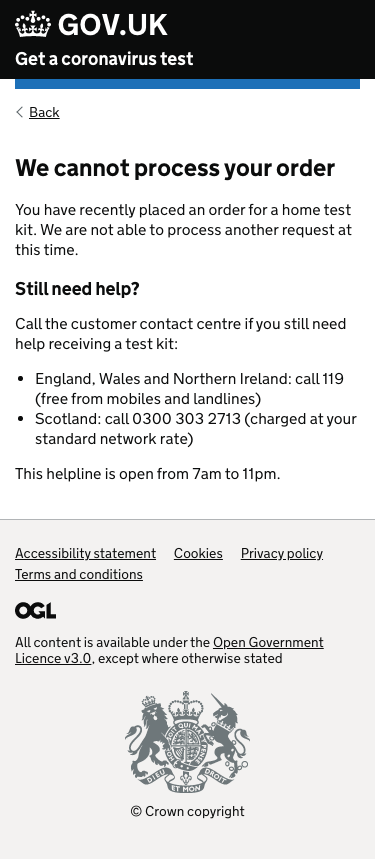 GOV.UK
Get a coronavirus test
Back
We cannot process your order
You have recently placed an order for a home test
kit. We are not able to process another request at
this time.
Still need help?
Call the customer contact centre if you still need
help receiving a test kit:
• England, Wales and Northern Ireland: call 119
(free from mobiles and landlines)
• Scotland: call 0300 303 2713 (charged at your
standard network rate)
This helpline is open from 7am to 11pm.
Accessibility statement Cookies Privacy policy
Terms and conditions
OGL
All content is available under the Open Government
Licence v3.0, except where otherwise stated
DIEU ET MON DROIT
© Crown copyright